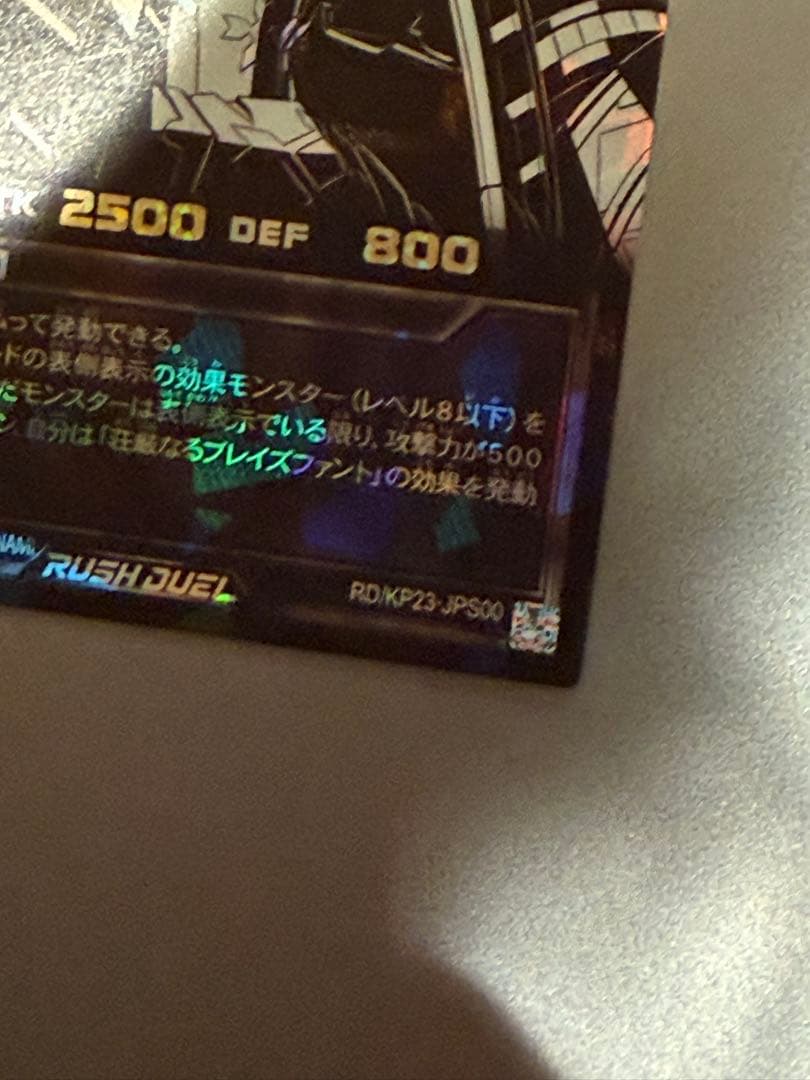 TK 2500 DEF 800
って発動できる。
ドの表側表示の効果モンスター(レベル8以下)を
だモンスターは表側表示でいる限り、攻撃力が500
自分は「荘厳なるブレイズファント」の効果を発動
NAMI RUSH DUEL RD/KP23-JPS00